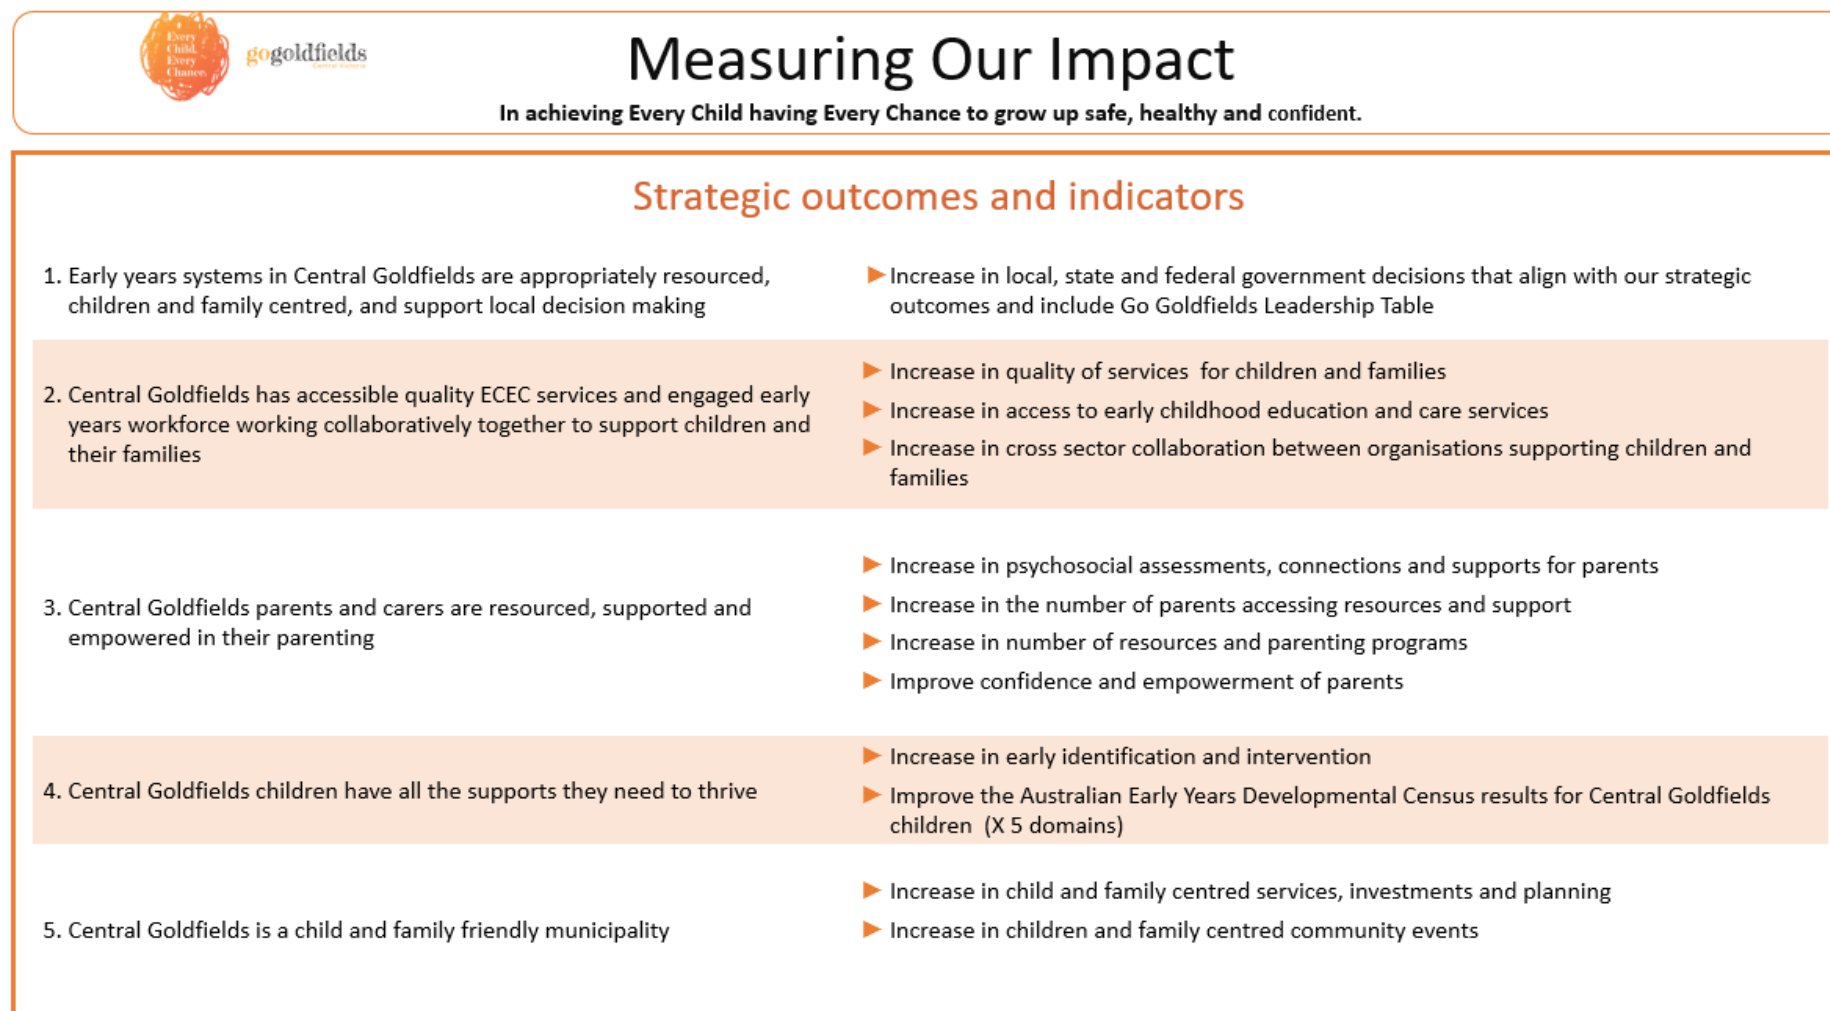 Every
Child.
Every
Chance.
gogoldfields
Central Victoria
Measuring Our Impact
In achieving Every Child having Every Chance to grow up safe, healthy and confident.
Strategic outcomes and indicators
1. Early years systems in Central Goldfields are appropriately resourced,
children and family centred, and support local decision making
▶ Increase in local, state and federal government decisions that align with our strategic
outcomes and include Go Goldfields Leadership Table
2. Central Goldfields has accessible quality ECEC services and engaged early
years workforce working collaboratively together to support children and
their families
▶ Increase in quality of services  for children and families
▶ Increase in access to early childhood education and care services
▶ Increase in cross sector collaboration between organisations supporting children and
families
3. Central Goldfields parents and carers are resourced, supported and
empowered in their parenting
▶ Increase in psychosocial assessments, connections and supports for parents
▶ Increase in the number of parents accessing resources and support
▶ Increase in number of resources and parenting programs
▶ Improve confidence and empowerment of parents
4. Central Goldfields children have all the supports they need to thrive
▶ Increase in early identification and intervention
▶ Improve the Australian Early Years Developmental Census results for Central Goldfields
children  (X 5 domains)
5. Central Goldfields is a child and family friendly municipality
▶ Increase in child and family centred services, investments and planning
▶ Increase in children and family centred community events